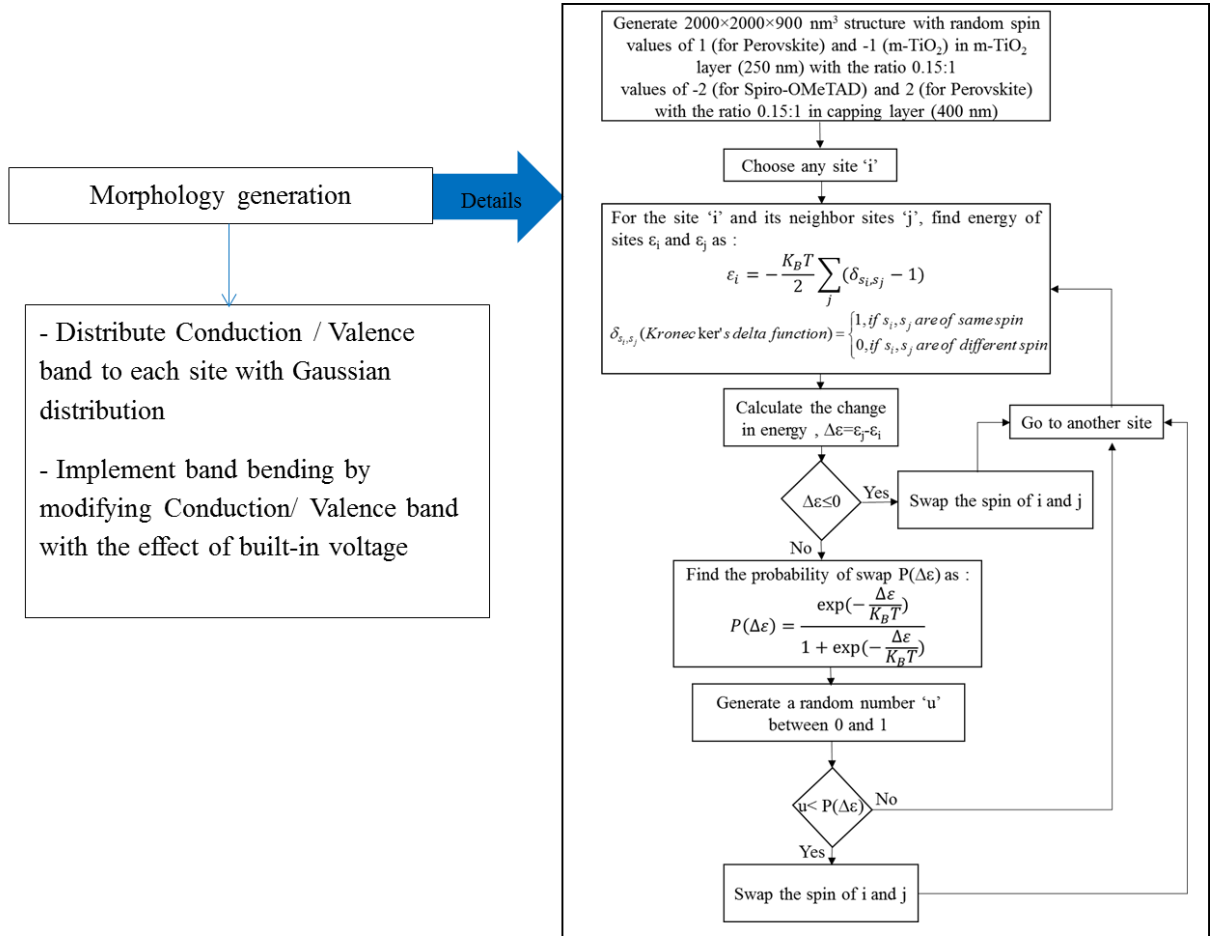 Morphology generation
Details
- Distribute Conduction / Valence
band to each site with Gaussian
distribution
- Implement band bending by
modifying Conduction/ Valence band
with the effect of built-in voltage
Generate 2000×2000×900 nm³ structure with random spin
values of 1 (for Perovskite) and -1 (m-TiO₂) in m-TiO₂
layer (250 nm) with the ratio 0.15:1
values of -2 (for Spiro-OMeTAD) and 2 (for Perovskite)
with the ratio 0.15:1 in capping layer (400 nm)
Choose any site ‘i’
For the site ‘i’ and its neighbor sites ‘j’, find energy of
sites εᵢ and εⱼ as :
εᵢ = −K_BT/2 ∑ⱼ(δ_{sᵢ,sⱼ} − 1)
δ_{sᵢ,sⱼ}(Kronecker's delta function) = {1, if sᵢ, sⱼ are of same spin
0, if sᵢ, sⱼ are of different spin
Calculate the change
in energy , Δε=εⱼ-εᵢ
Δε≤0
Yes
Swap the spin of i and j
Go to another site
No
Find the probability of swap P(Δε) as :
P(Δε) = exp(−Δε/K_BT) / 1 + exp(−Δε/K_BT)
Generate a random number ‘u’
between 0 and 1
u< P(Δε)
No
Yes
Swap the spin of i and j